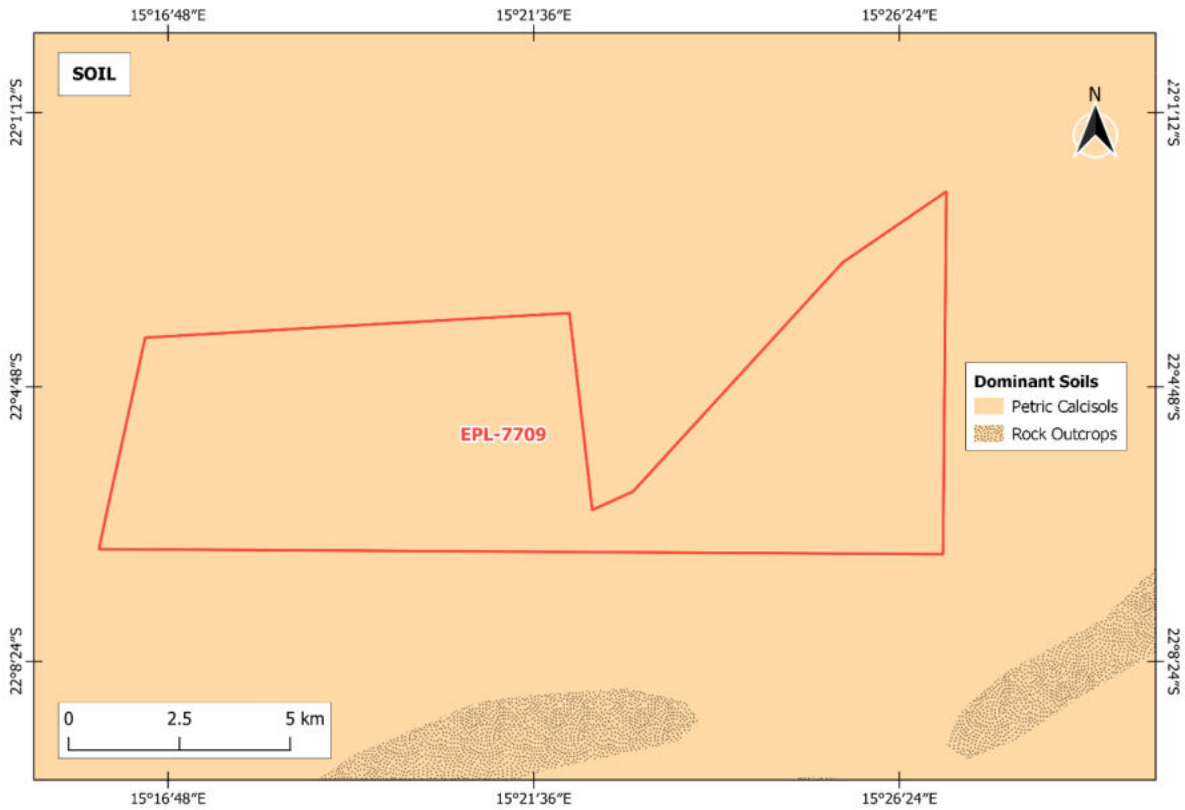 15°16′48″E 15°21′36″E 15°26′24″E
SOIL
N
22°1′12″S
22°1′12″S
22°4′48″S
22°4′48″S
Dominant Soils
Petric Calcisols
Rock Outcrops
EPL-7709
22°8′24″S
22°8′24″S
0 2.5 5 km
15°16′48″E 15°21′36″E 15°26′24″E